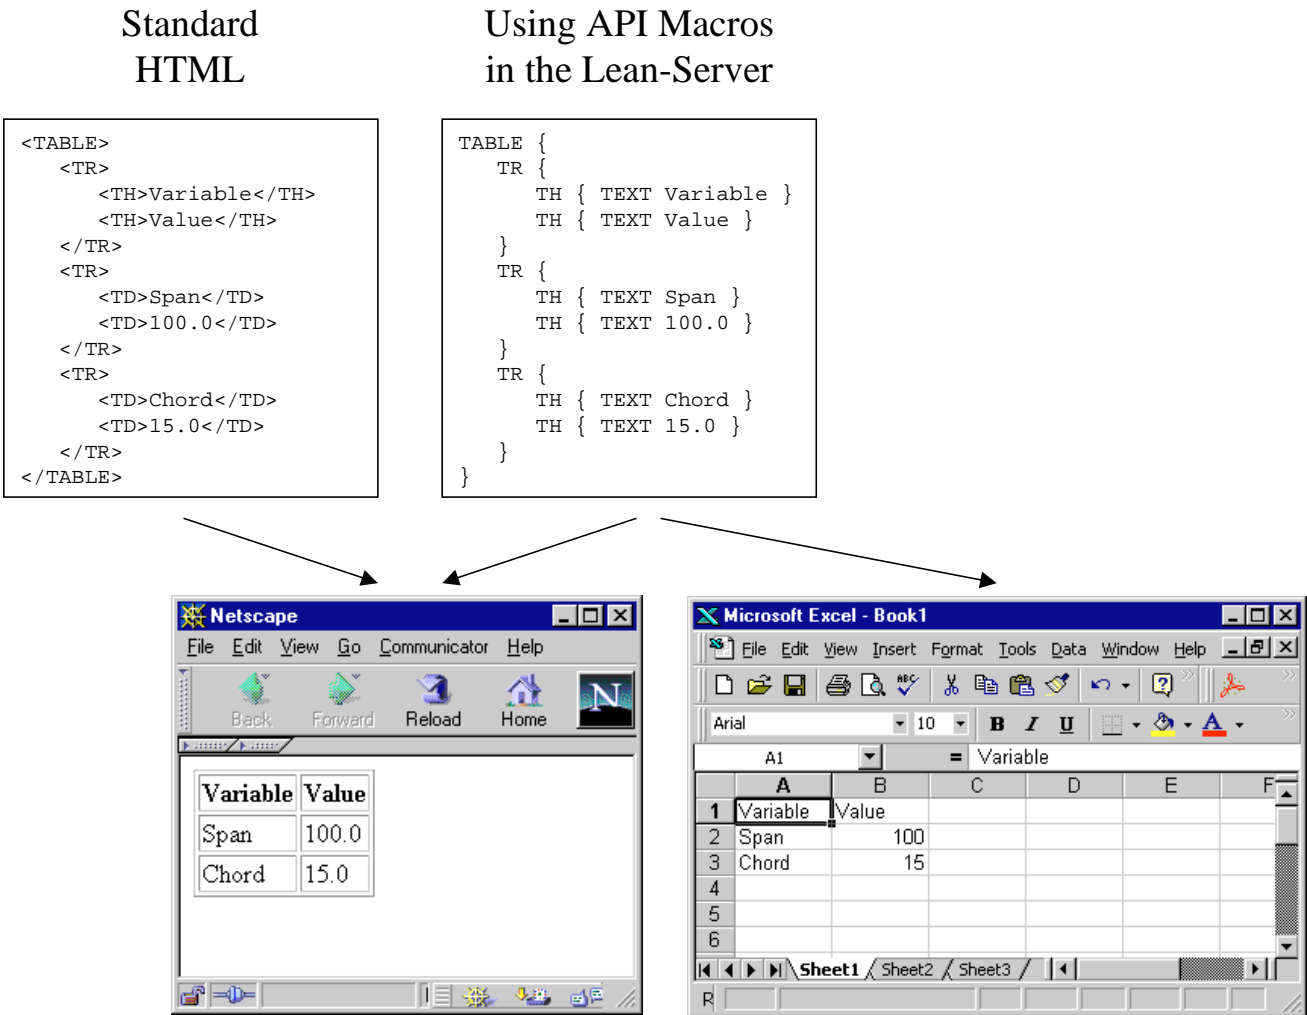 Standard
HTML
Using API Macros
in the Lean-Server
<TABLE>
<TR>
<TH>Variable</TH>
<TH>Value</TH>
</TR>
<TR>
<TD>Span</TD>
<TD>100.0</TD>
</TR>
<TR>
<TD>Chord</TD>
<TD>15.0</TD>
</TR>
</TABLE>
TABLE {
TR {
TH { TEXT Variable }
TH { TEXT Value }
}
TR {
TH { TEXT Span }
TH { TEXT 100.0 }
}
TR {
TH { TEXT Chord }
TH { TEXT 15.0 }
}
}
Netscape
File Edit View Go Communicator Help
N
Back Forward Reload Home
Variable Value
Span 100.0
Chord 15.0
Microsoft Excel - Book1
File Edit View Insert Format Tools Data Window Help
ABC
Arial 10 B I U A
A1 = Variable
A B C D E F
1 Variable Value
2 Span 100
3 Chord 15
4
5
6
Sheet1 Sheet2 Sheet3
R